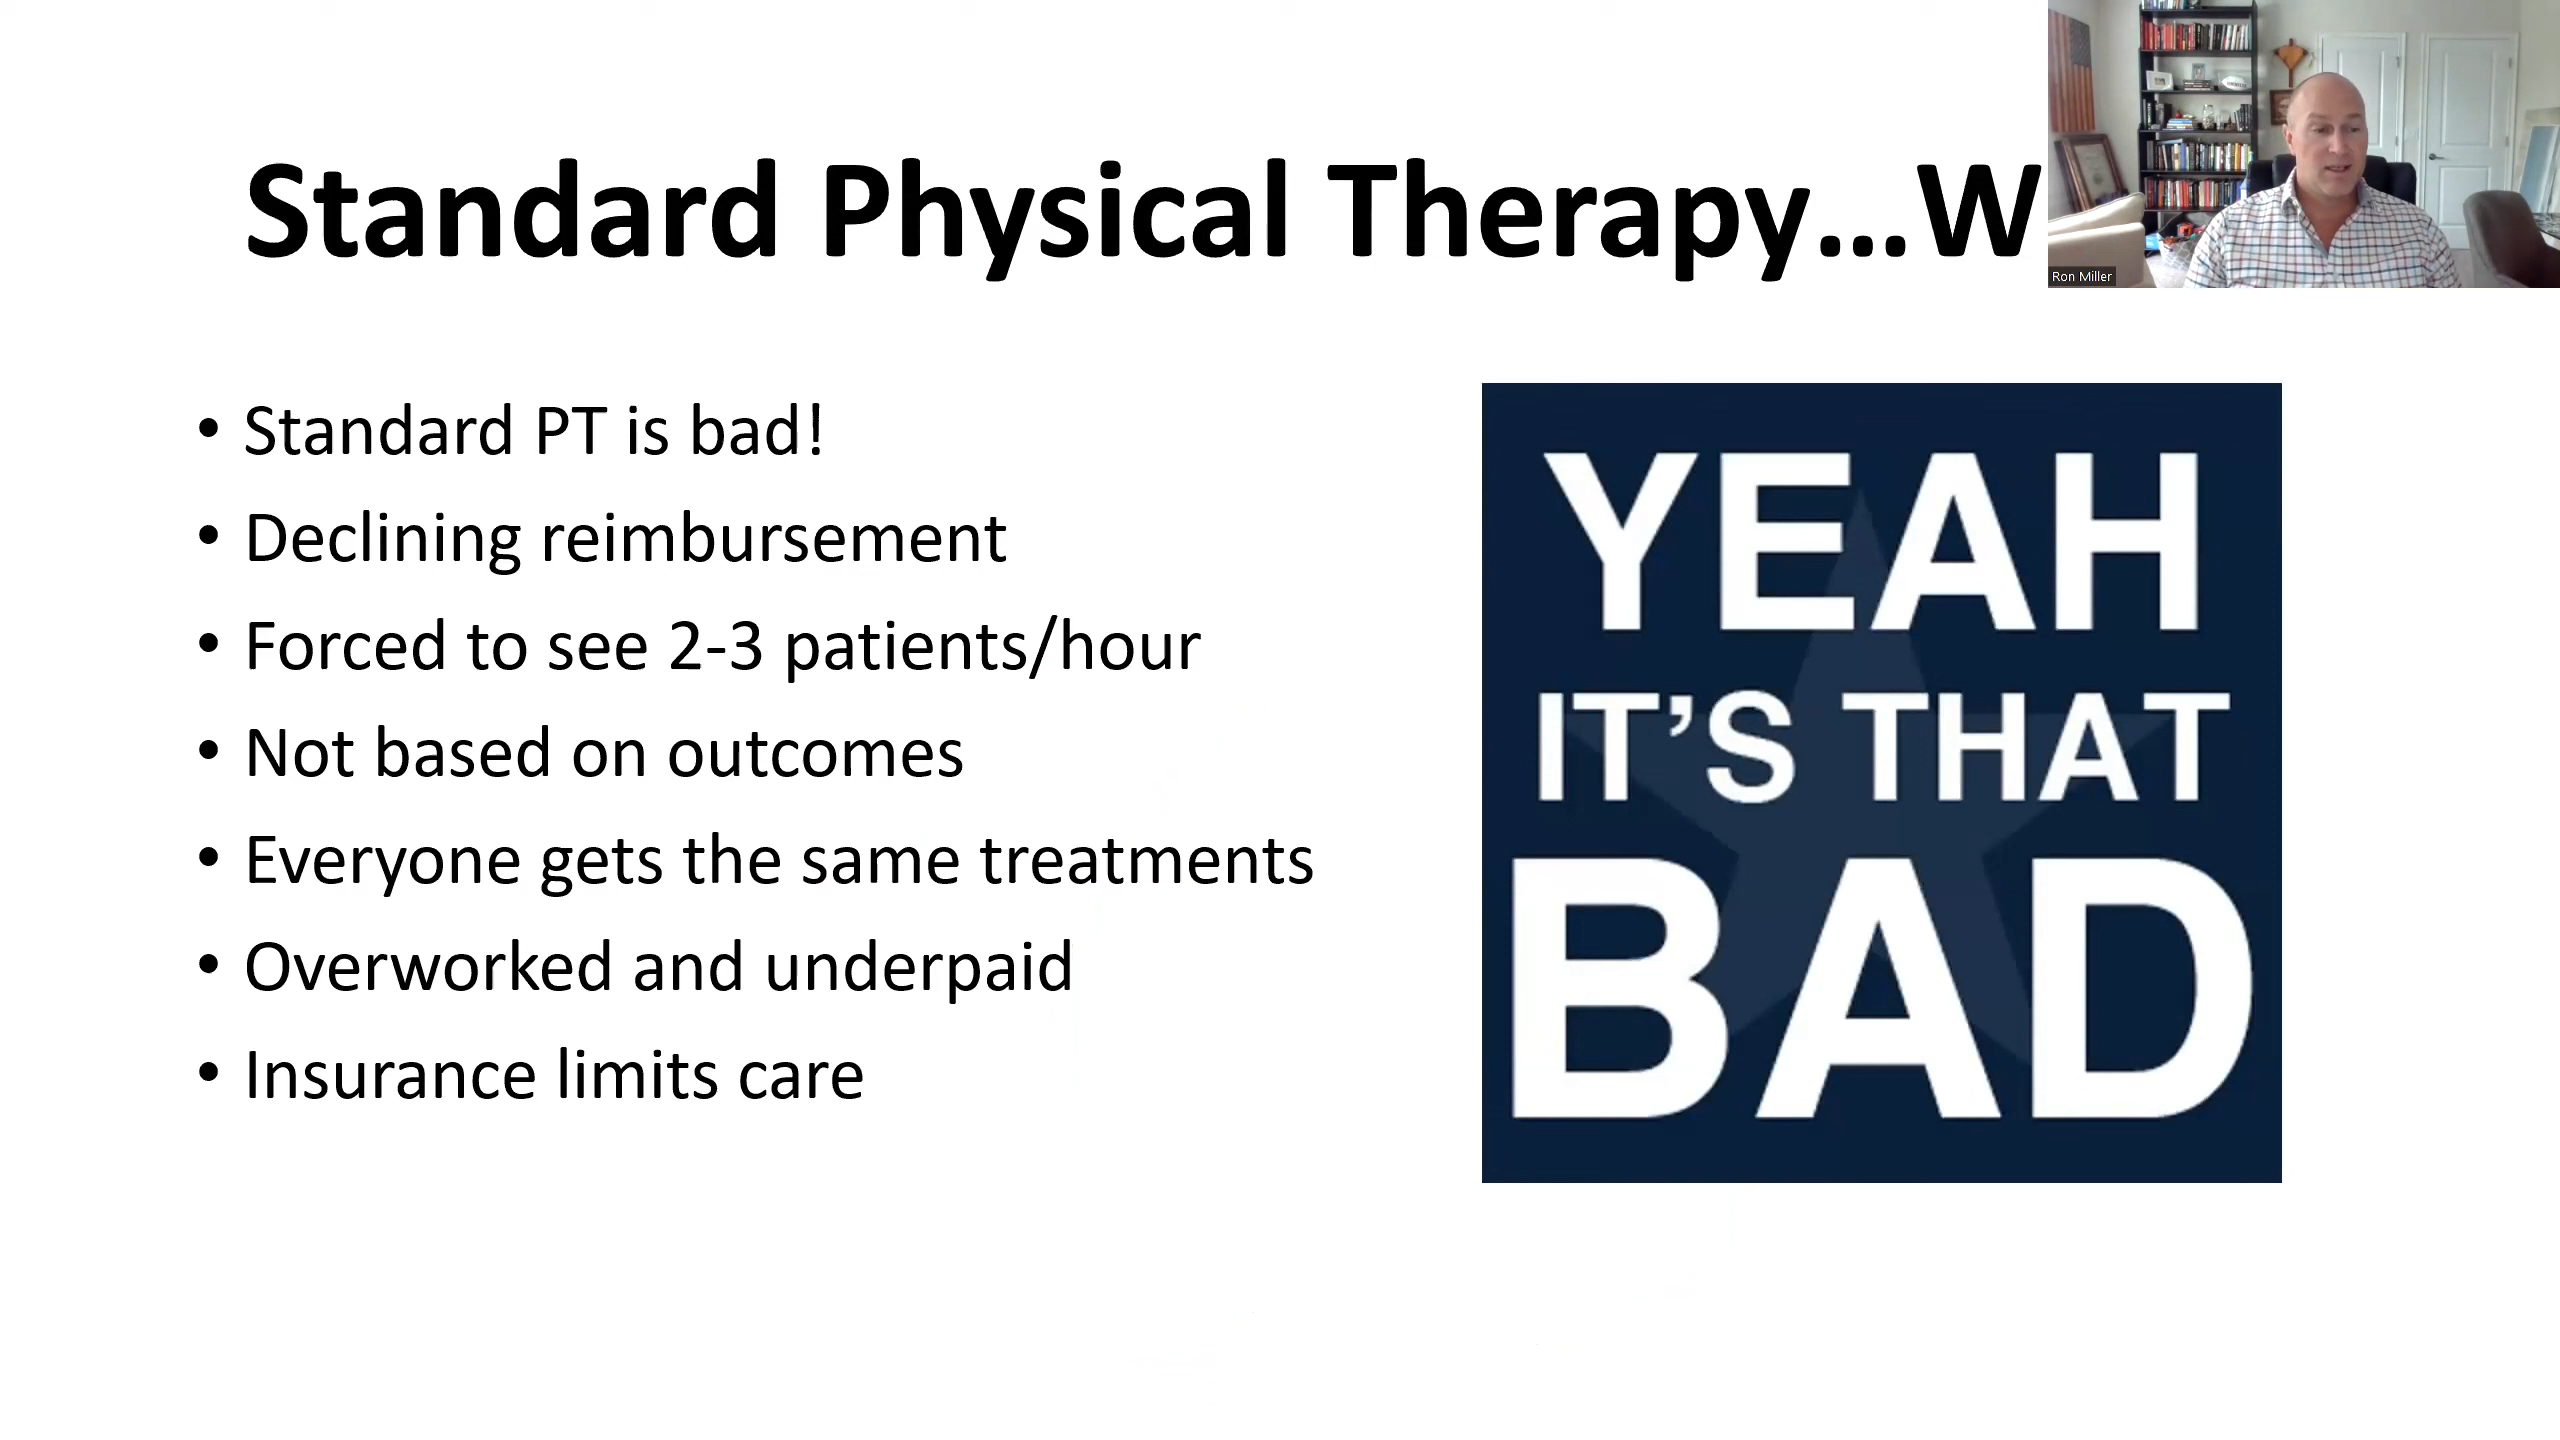 Standard Physical Therapy...W
Ron Miller
• Standard PT is bad!
• Declining reimbursement
• Forced to see 2-3 patients/hour
• Not based on outcomes
• Everyone gets the same treatments
• Overworked and underpaid
• Insurance limits care
YEAH
IT’S THAT
BAD